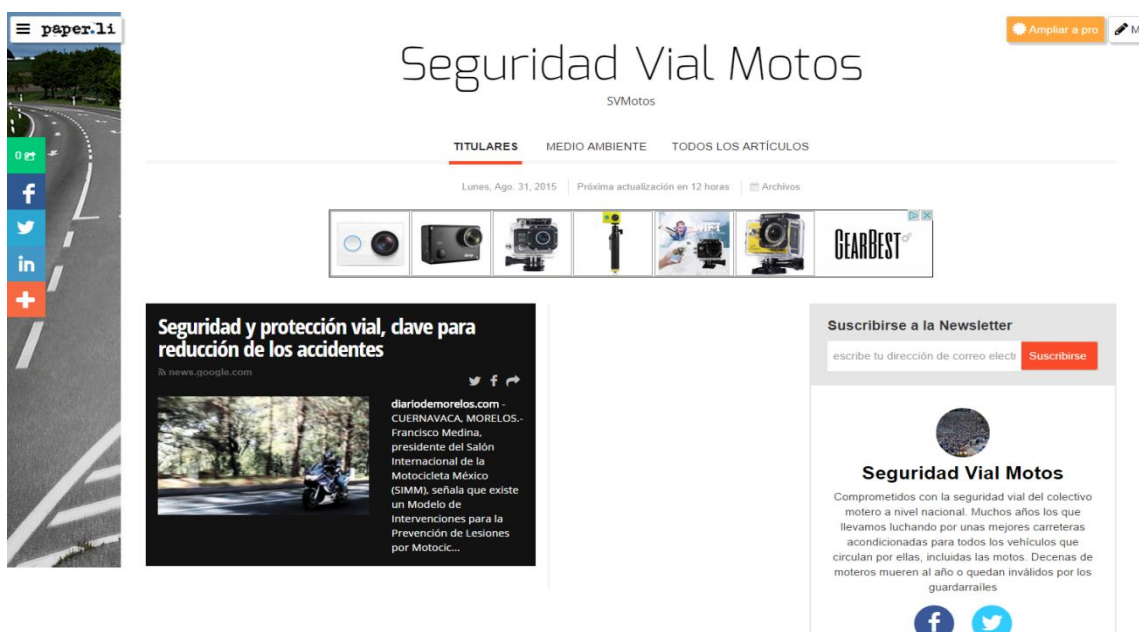 paper.li
Ampliar a pro
M
Seguridad Vial Motos
SVMotos
TITULARES MEDIO AMBIENTE TODOS LOS ARTÍCULOS
Lunes, Ago. 31, 2015 Próxima actualización en 12 horas Archivos
0
WIFI
GEARBEST
Seguridad y protección vial, clave para
reducción de los accidentes
news.google.com
diariodemorelos.com -
CUERNAVACA, MORELOS.-
Francisco Medina,
presidente del Salón
Internacional de la
Motocicleta México
(SIMM), señala que existe
un Modelo de
Intervenciones para la
Prevención de Lesiones
por Motocic...
Suscribirse a la Newsletter
escribe tu dirección de correo electr
Suscribirse
Seguridad Vial Motos
Comprometidos con la seguridad vial del colectivo
motero a nivel nacional. Muchos años los que
llevamos luchando por unas mejores carreteras
acondicionadas para todos los vehículos que
circulan por ellas, incluidas las motos. Decenas de
moteros mueren al año o quedan inválidos por los
guardarraíles